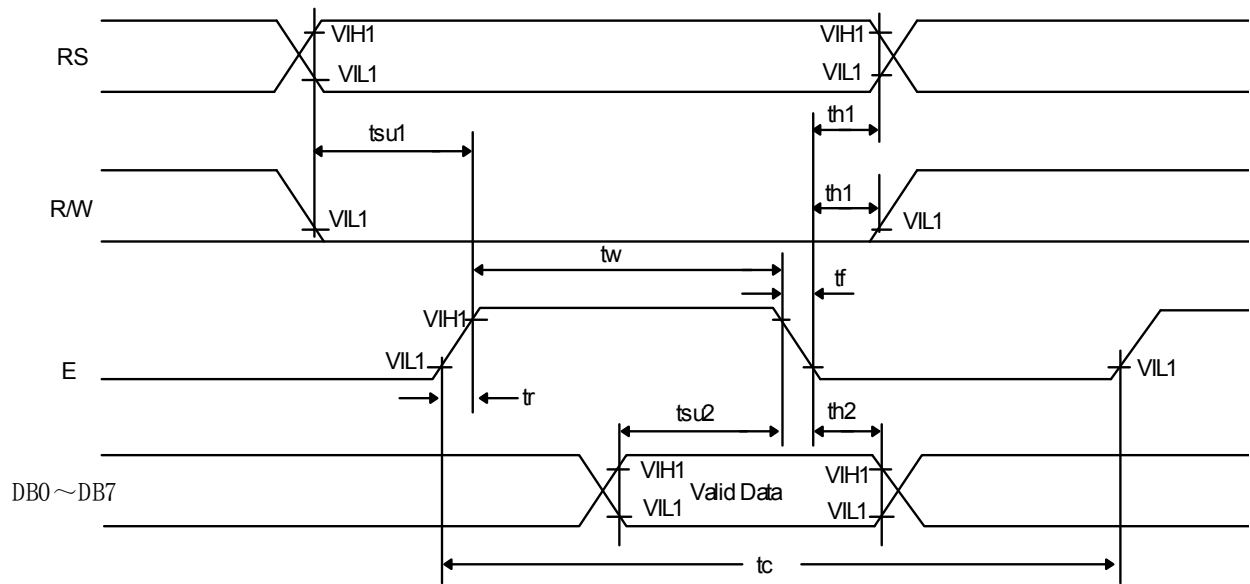 VIH1
VIH1
RS
VIL1
VIL1
th1
tsu1
R/W
th1
VIL1
VIL1
tw
tf
VIH1
E
VIL1
VIL1
tr
tsu2
th2
VIH1
VIH1
DB0～DB7
Valid Data
VIL1
VIL1
tc